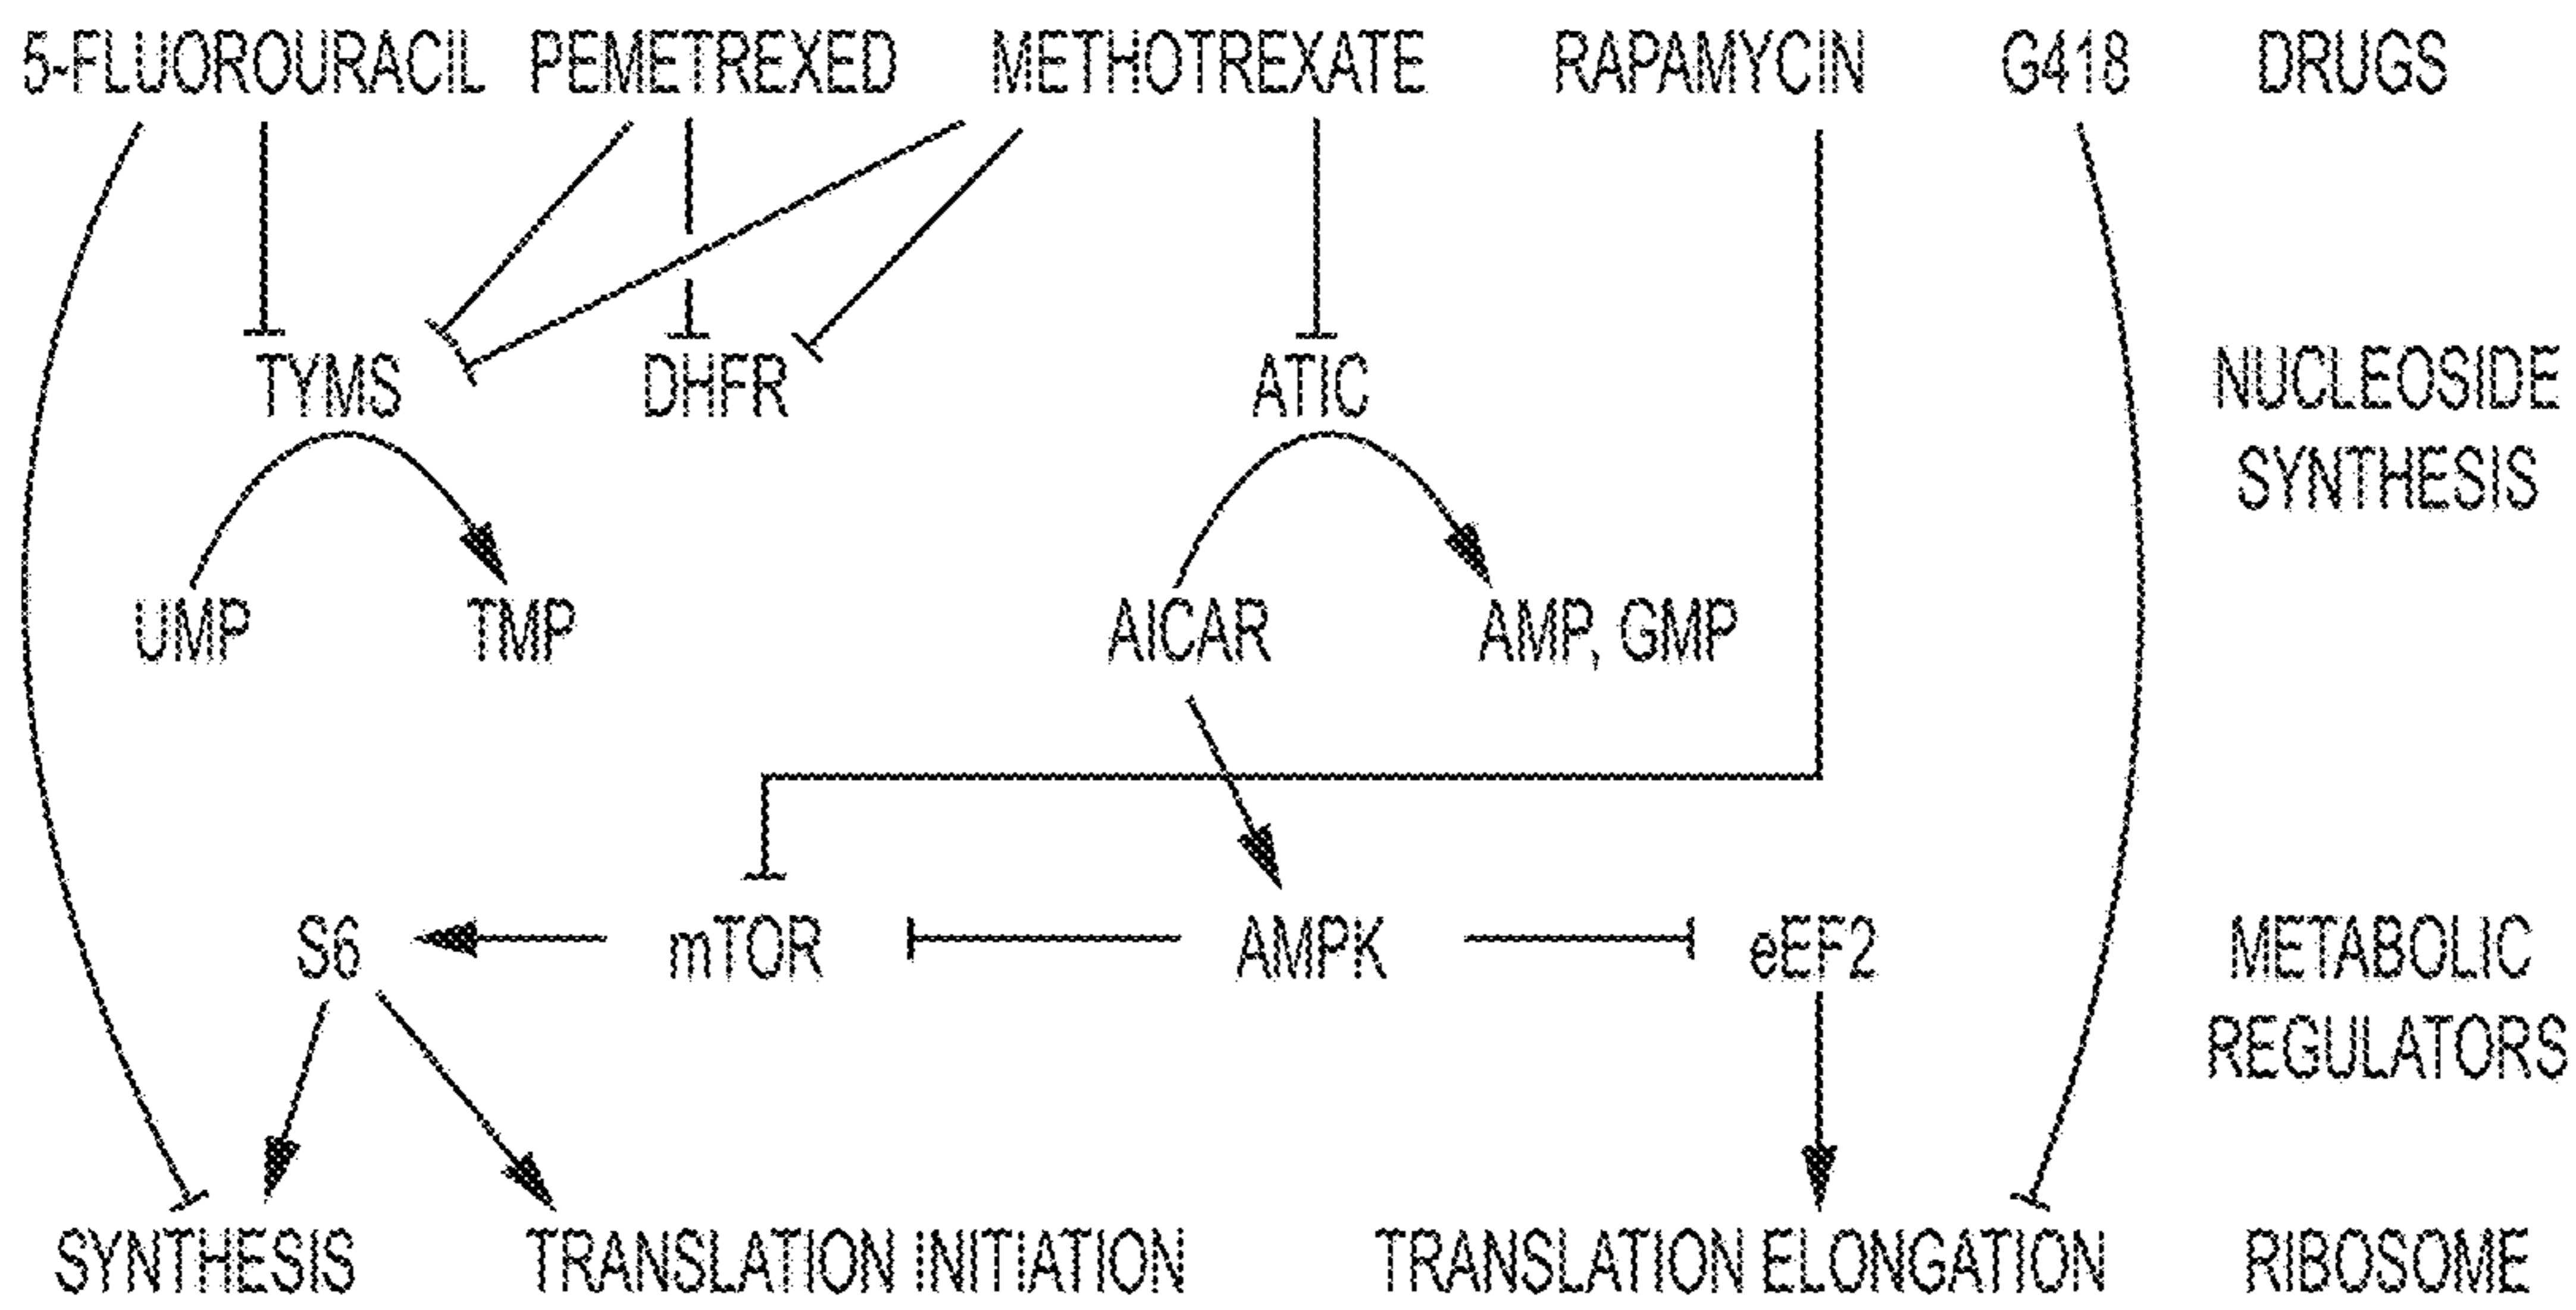 5-FLUOROURACIL PEMETREXED METHOTREXATE RAPAMYCIN G418 DRUGS
TYMS DHFR ATIC NUCLEOSIDE
SYNTHESIS
UMP TMP AICAR AMP, GMP
S6 mTOR AMPK eEF2 METABOLIC
REGULATORS
SYNTHESIS TRANSLATION INITIATION TRANSLATION ELONGATION RIBOSOME